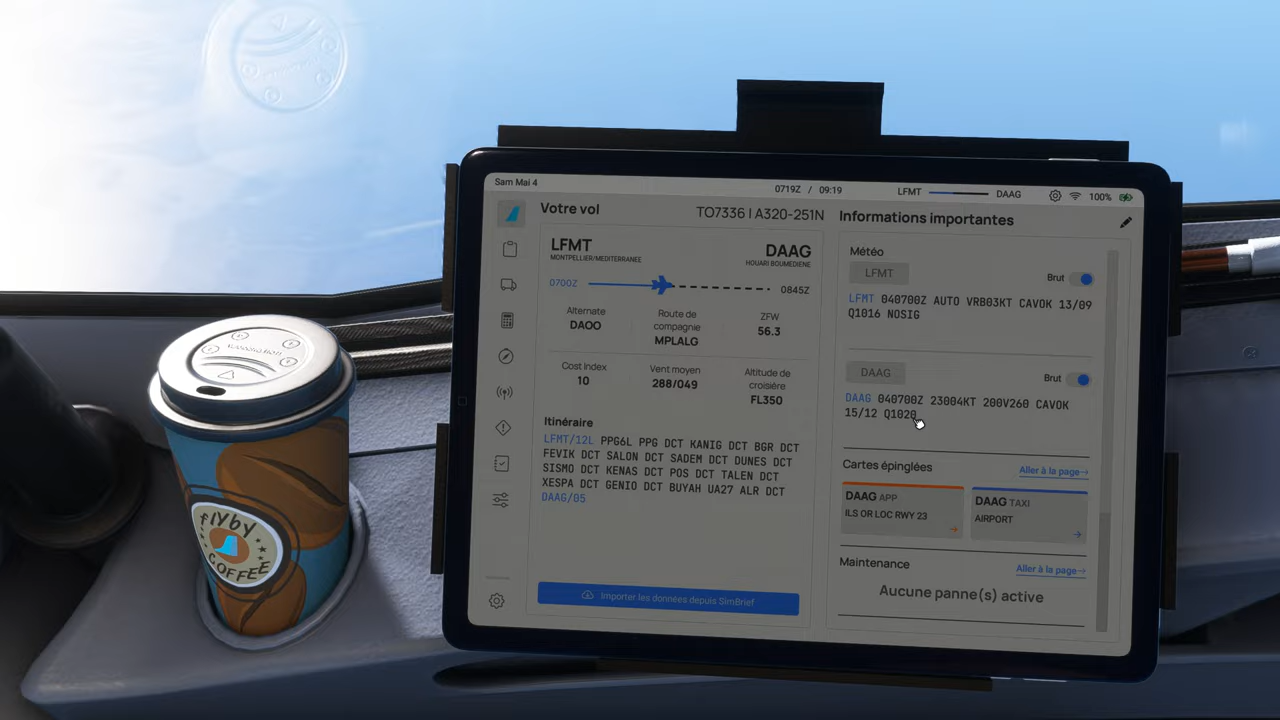 Sam Mai 4
0719Z / 09:19
LFMT
DAAG
100%
Votre vol
TO7336 | A320-251N
LFMT
MONTPELLIER/MEDITERRANEE
DAAG
HOUARI BOUMEDIENE
0700Z
0845Z
Alternate
DAOO
Route de
compagnie
MPLALG
ZFW
56.3
Cost Index
10
Vent moyen
288/049
Altitude de
croisière
FL350
Itinéraire
LFMT/12L PPG6L PPG DCT KANIG DCT BGR DCT
FEVIK DCT SALON DCT SADEM DCT DUNES DCT
SISMO DCT KENAS DCT POS DCT TALEN DCT
XESPA DCT GENIO DCT BUYAH UA27 ALR DCT
DAAG/05
Importer les données depuis SimBrief
Informations importantes
Météo
LFMT
Brut
LFMT 040700Z AUTO VRB03KT CAVOK 13/09
Q1016 NOSIG
DAAG
Brut
DAAG 040700Z 23004KT 200V260 CAVOK
15/12 Q1020
Cartes épinglées
Aller à la page→
DAAG APP
ILS OR LOC RWY 23
→
DAAG TAXI
AIRPORT
→
Maintenance
Aller à la page→
Aucune panne(s) active
flyby
COFFEE